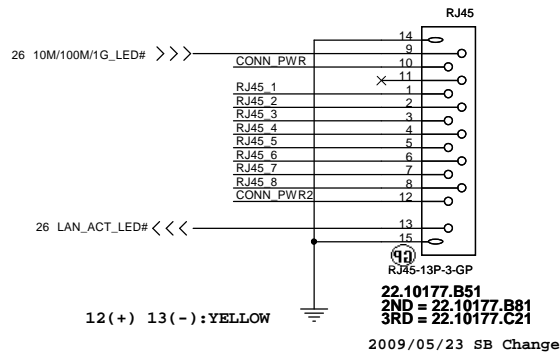 RJ45
14
26 10M/100M/1G_LED#
9
CONN_PWR
10
11
RJ45_1
1
RJ45_2
2
RJ45_3
3
RJ45_4
4
RJ45_5
5
RJ45_6
6
RJ45_7
7
RJ45_8
8
CONN_PWR2
12
26 LAN_ACT_LED#
13
15
GP
RJ45-13P-3-GP
22.10177.B51
2ND = 22.10177.B81
3RD = 22.10177.C21
12(+) 13(-):YELLOW
2009/05/23 SB Change